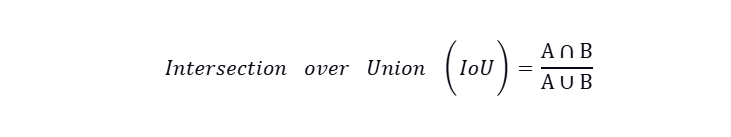 Intersection over Union (IoU) = A ∩ B / A ∪ B